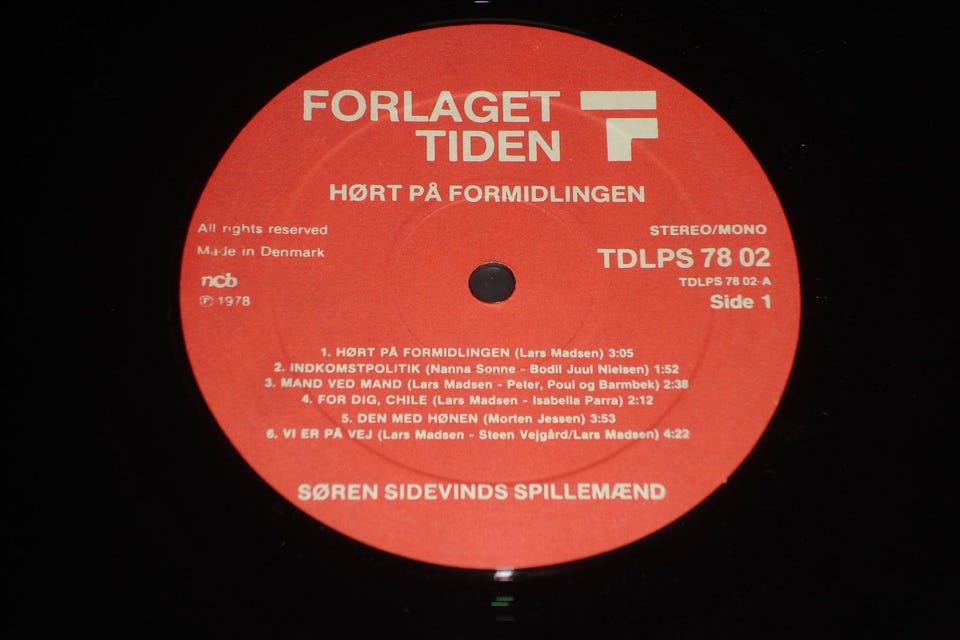 FORLAGET
TIDEN
HØRT PÅ FORMIDLINGEN
All rights reserved
Made in Denmark
ncb
Ⓟ 1978
STEREO/MONO
TDLPS 78 02
TDLPS 78 02-A
Side 1
1. HØRT PÅ FORMIDLINGEN (Lars Madsen) 3:05
2. INDKOMSTPOLITIK (Nanna Sonne - Bodil Juul Nielsen) 1:52
3. MAND VED MAND (Lars Madsen - Peter, Poul og Barmbek) 2:38
4. FOR DIG, CHILE (Lars Madsen - Isabella Parra) 2:12
5. DEN MED HØNEN (Morten Jessen) 3:53
6. VI ER PÅ VEJ (Lars Madsen - Steen Vejgård/Lars Madsen) 4:22
SØREN SIDEVINDS SPILLEMÆND